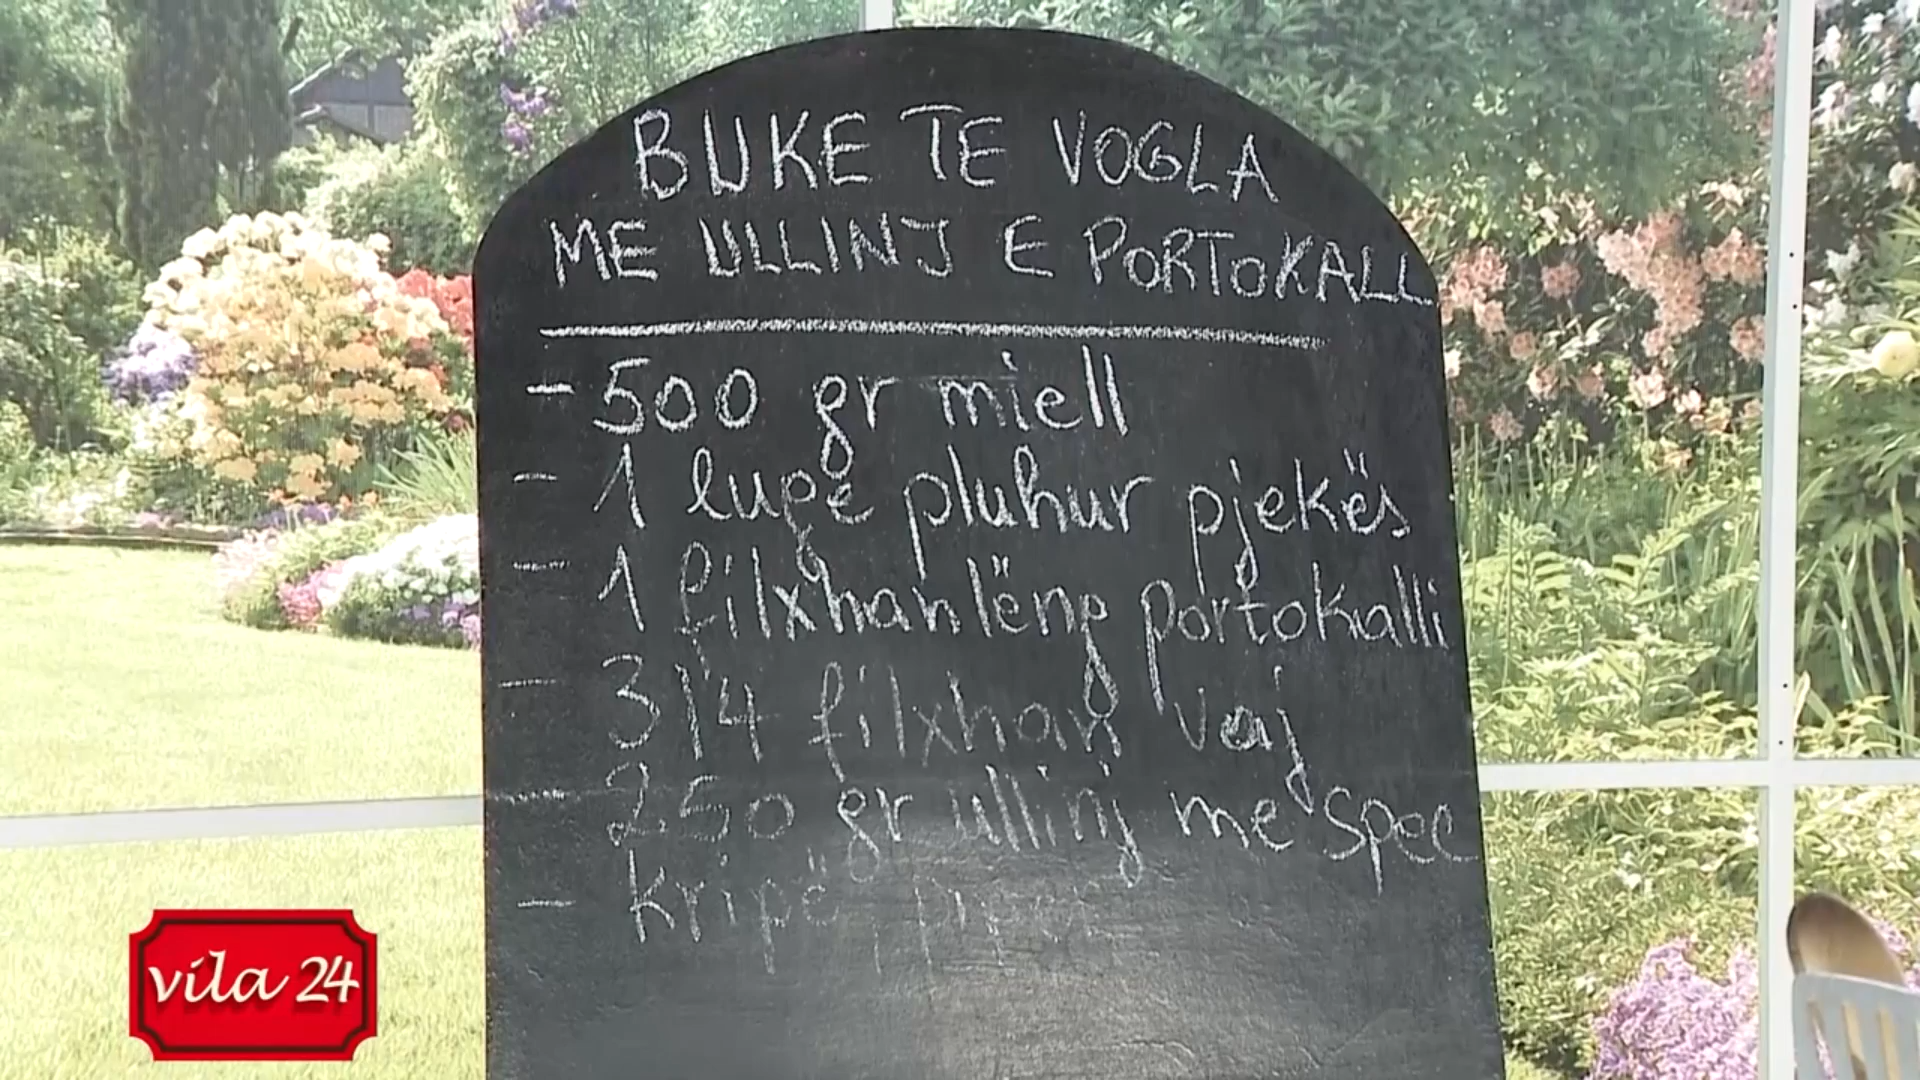 BUKE TE VOGLA
ME ULLINJ E PORTOKALL
- 500 gr miell
- 1 lugë pluhur pjekës
- 1 filxhan lëng portokalli
- 3/4 filxhan vaj
- 250 gr ullinj me spec
- kripë, piper
vila 24